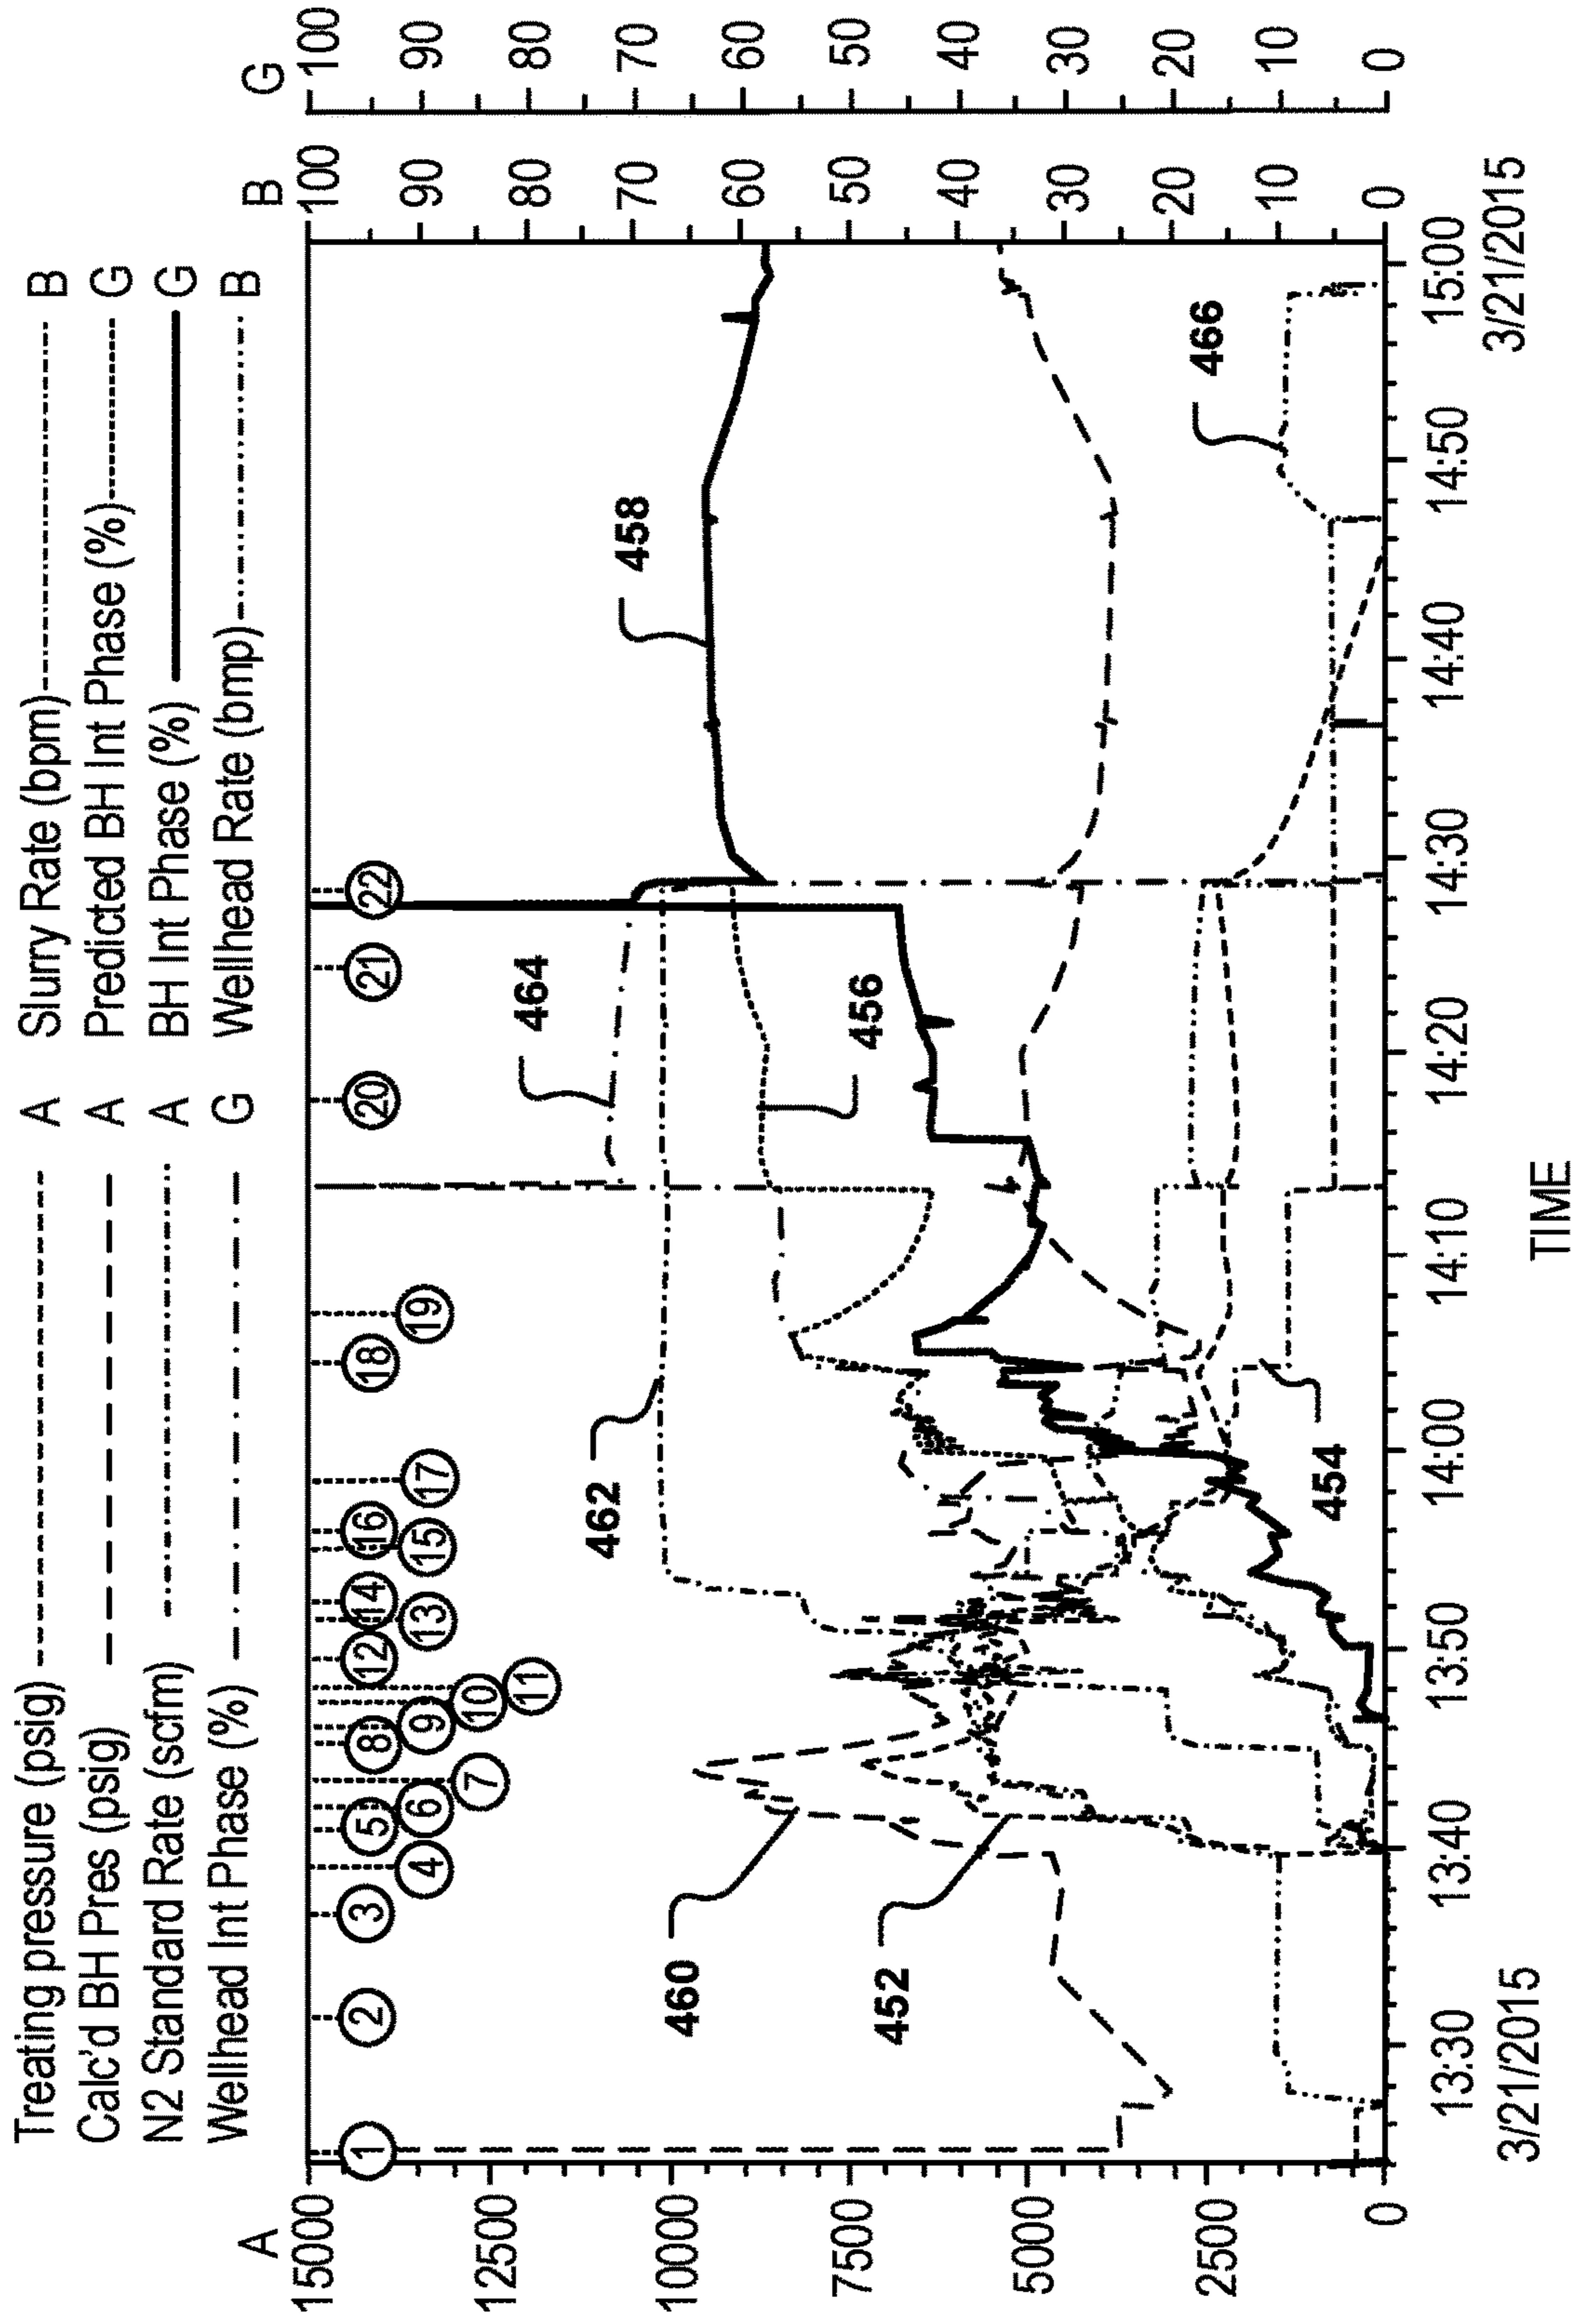 Treating pressure (psig) A Slurry Rate (bpm) B
Calc'd BH Pres (psig) A Predicted BH Int Phase (%) G
N2 Standard Rate (scfm) A BH Int Phase (%) G
Wellhead Int Phase (%) G Wellhead Rate (bmp) B
A B G
15000 100 100
90 90
12500 80 80
70 70
10000 60 60
7500 50 50
40 40
5000 30 30
2500 20 20
10 10
0 0 0
1 2 3 4 5 6 7 8 9 10 11 12 13 14 15 16 17 18 19 20 21 22
460
452
462
464
456
458
454
466
13:30 13:40 13:50 14:00 14:10 14:20 14:30 14:40 14:50 15:00
3/21/2015 3/21/2015
TIME